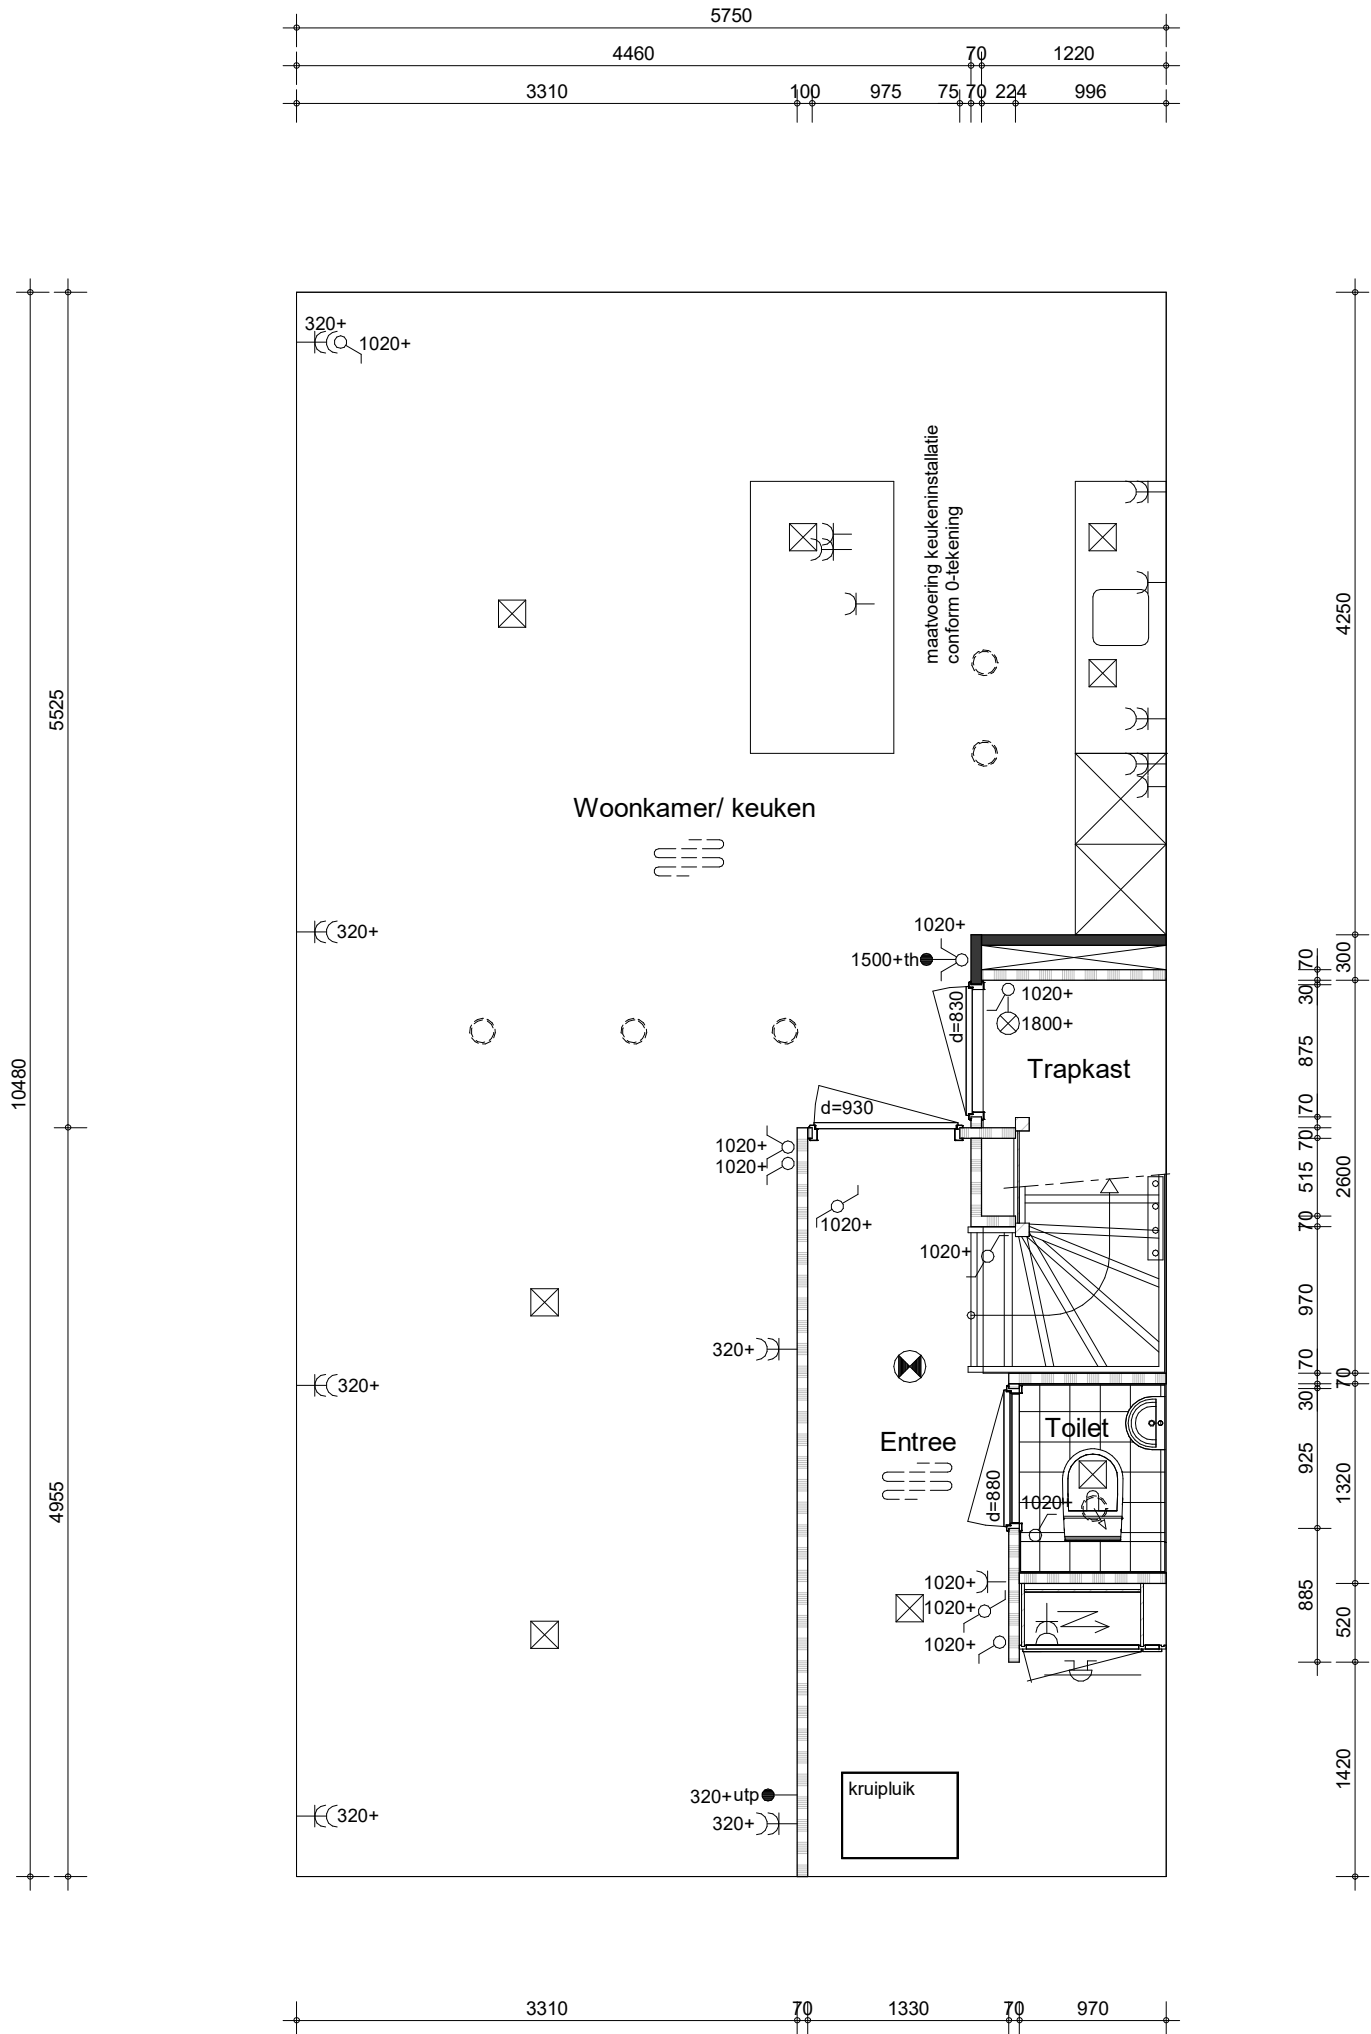 5750
4460 70 1220
3310 100 975 75 70 224 996
320+
1020+
maatvoering keukeninstallatie
conform 0-tekening
4250
5525
Woonkamer/ keuken
320+
1020+
1500+th
70
300
30
1020+
1800+
d=830
875
Trapkast
10480
d=930
70
70
1020+
1020+
515
2600
1020+
70
1020+
970
320+
70
70
320+
30
Toilet
Entree
925
1320
4955
d=880
1020+
1020+
1020+
885
520
1020+
1420
kruipluik
320+utp
320+
320+
3310 70 1330 70 970